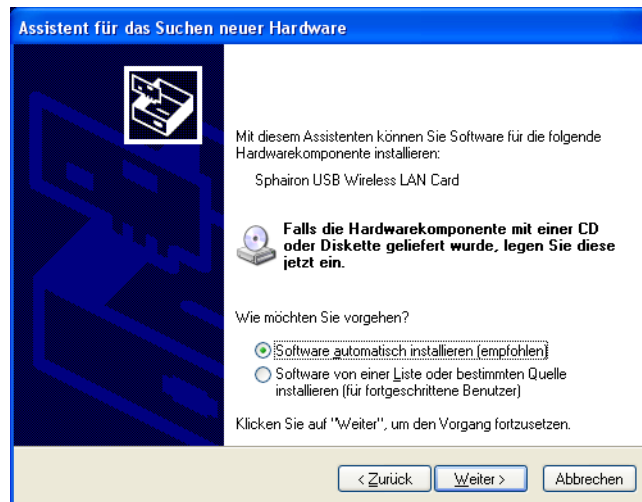 Assistent für das Suchen neuer Hardware
Mit diesem Assistenten können Sie Software für die folgende
Hardwarekomponente installieren:
Sphairon USB Wireless LAN Card
Falls die Hardwarekomponente mit einer CD
oder Diskette geliefert wurde, legen Sie diese
jetzt ein.
Wie möchten Sie vorgehen?
Software automatisch installieren (empfohlen)
Software von einer Liste oder bestimmten Quelle
installieren (für fortgeschrittene Benutzer)
Klicken Sie auf "Weiter", um den Vorgang fortzusetzen.
< Zurück Weiter > Abbrechen